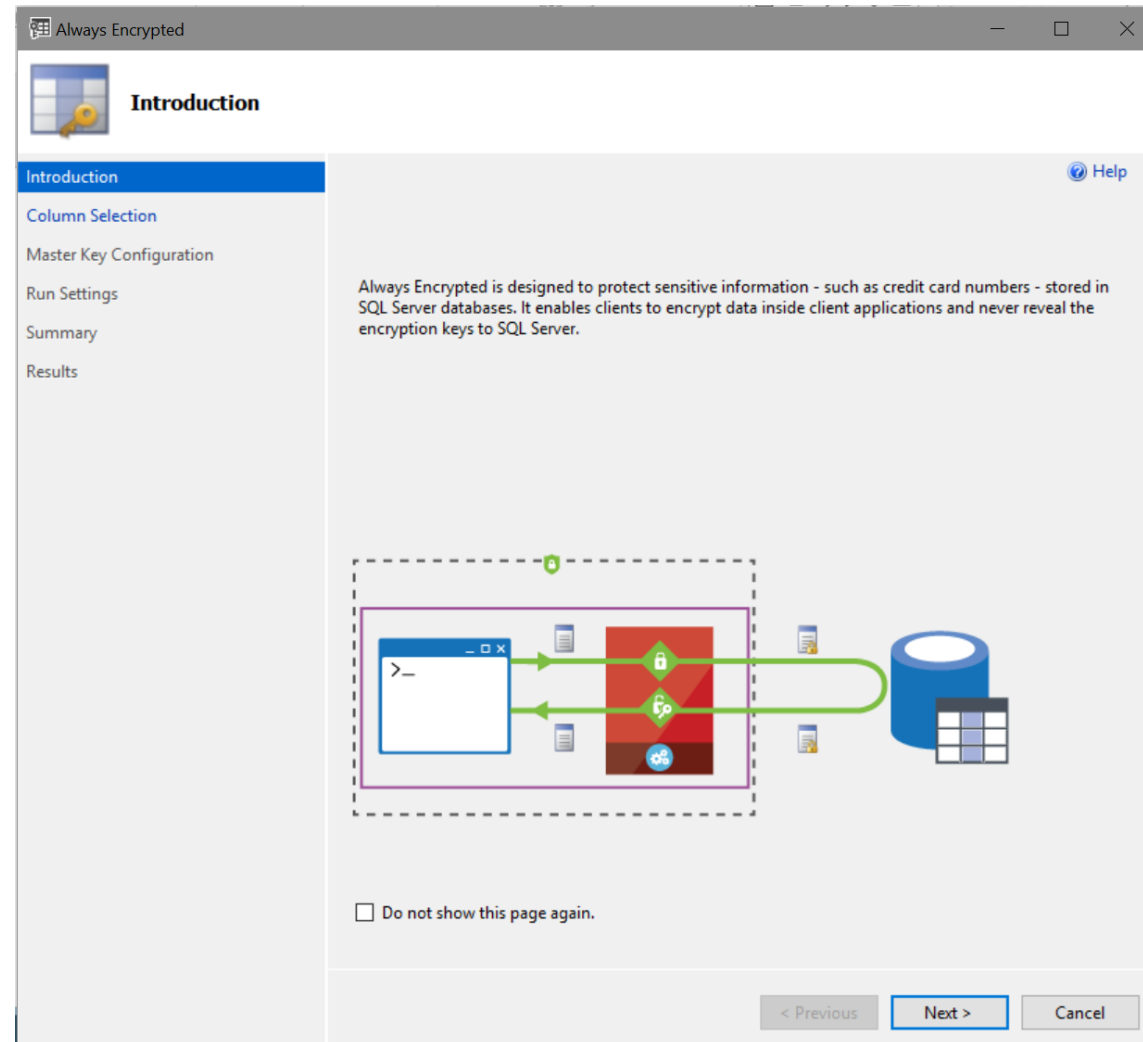 Always Encrypted
Introduction
Introduction
Column Selection
Master Key Configuration
Run Settings
Summary
Results
Help
Always Encrypted is designed to protect sensitive information - such as credit card numbers - stored in
SQL Server databases. It enables clients to encrypt data inside client applications and never reveal the
encryption keys to SQL Server.
>_
Do not show this page again.
< Previous
Next >
Cancel